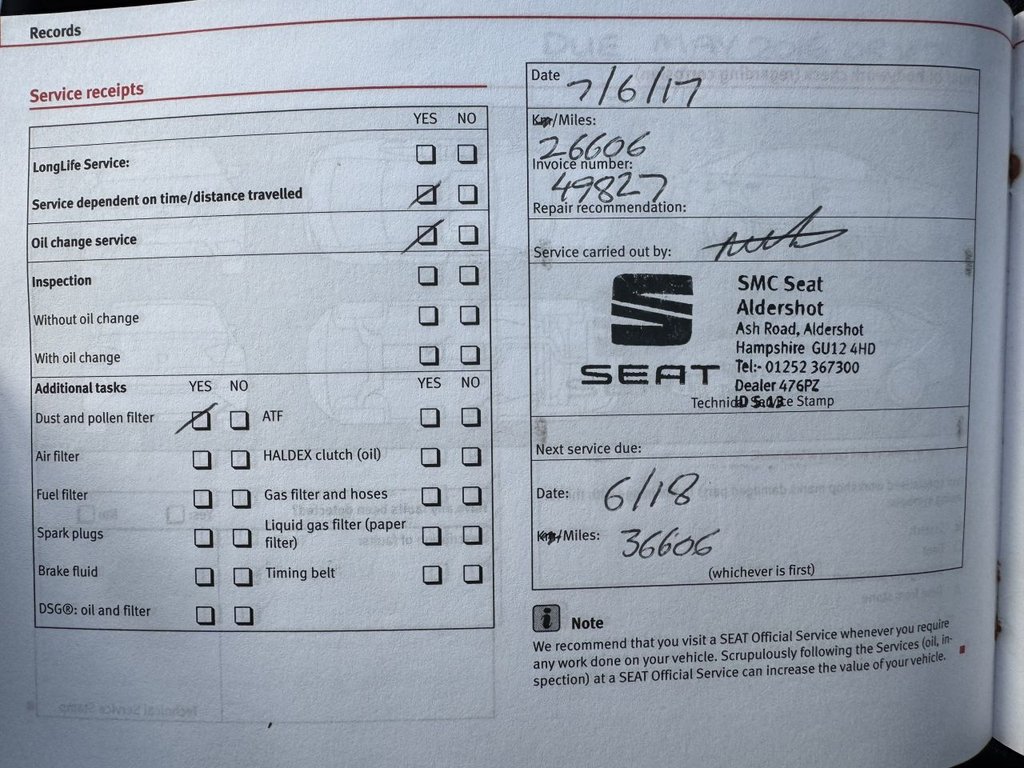 Records
Service receipts
YES NO
LongLife Service:
Service dependent on time/distance travelled
Oil change service
Inspection
Without oil change
With oil change
Additional tasks YES NO YES NO
Dust and pollen filter ATF
Air filter HALDEX clutch (oil)
Fuel filter Gas filter and hoses
Spark plugs Liquid gas filter (paper
filter)
Brake fluid Timing belt
DSG®: oil and filter
Date 7/6/17
Km/Miles:
26606
Invoice number:
49827
Repair recommendation:
Service carried out by:
SEAT
SMC Seat
Aldershot
Ash Road, Aldershot
Hampshire GU12 4HD
Tel:- 01252 367300
Dealer 476PZ
ID S.13
Technical Service Stamp
Next service due:
Date: 6/18
Km/Miles: 36606
(whichever is first)
i Note
We recommend that you visit a SEAT Official Service whenever you require
any work done on your vehicle. Scrupulously following the Services (oil, in-
spection) at a SEAT Official Service can increase the value of your vehicle.